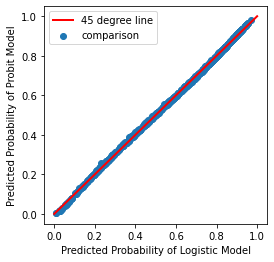 45 degree line
comparison
Predicted Probability of Probit Model
1.0
0.8
0.6
0.4
0.2
0.0
0.0 0.2 0.4 0.6 0.8 1.0
Predicted Probability of Logistic Model